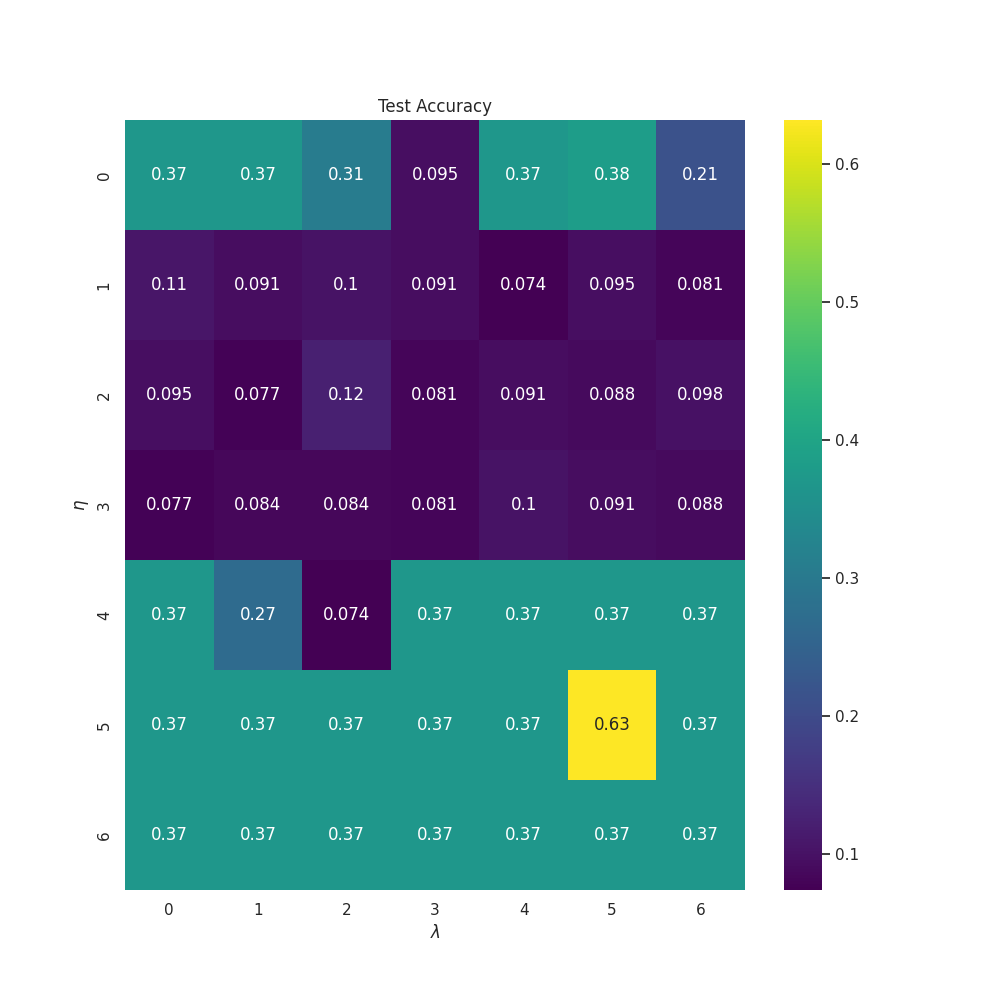 Test Accuracy
0 0.37 0.37 0.31 0.095 0.37 0.38 0.21
1 0.11 0.091 0.1 0.091 0.074 0.095 0.081
2 0.095 0.077 0.12 0.081 0.091 0.088 0.098
3 0.077 0.084 0.084 0.081 0.1 0.091 0.088
4 0.37 0.27 0.074 0.37 0.37 0.37 0.37
5 0.37 0.37 0.37 0.37 0.37 0.63 0.37
6 0.37 0.37 0.37 0.37 0.37 0.37 0.37
0 1 2 3 4 5 6
λ
η
0.6
0.5
0.4
0.3
0.2
0.1